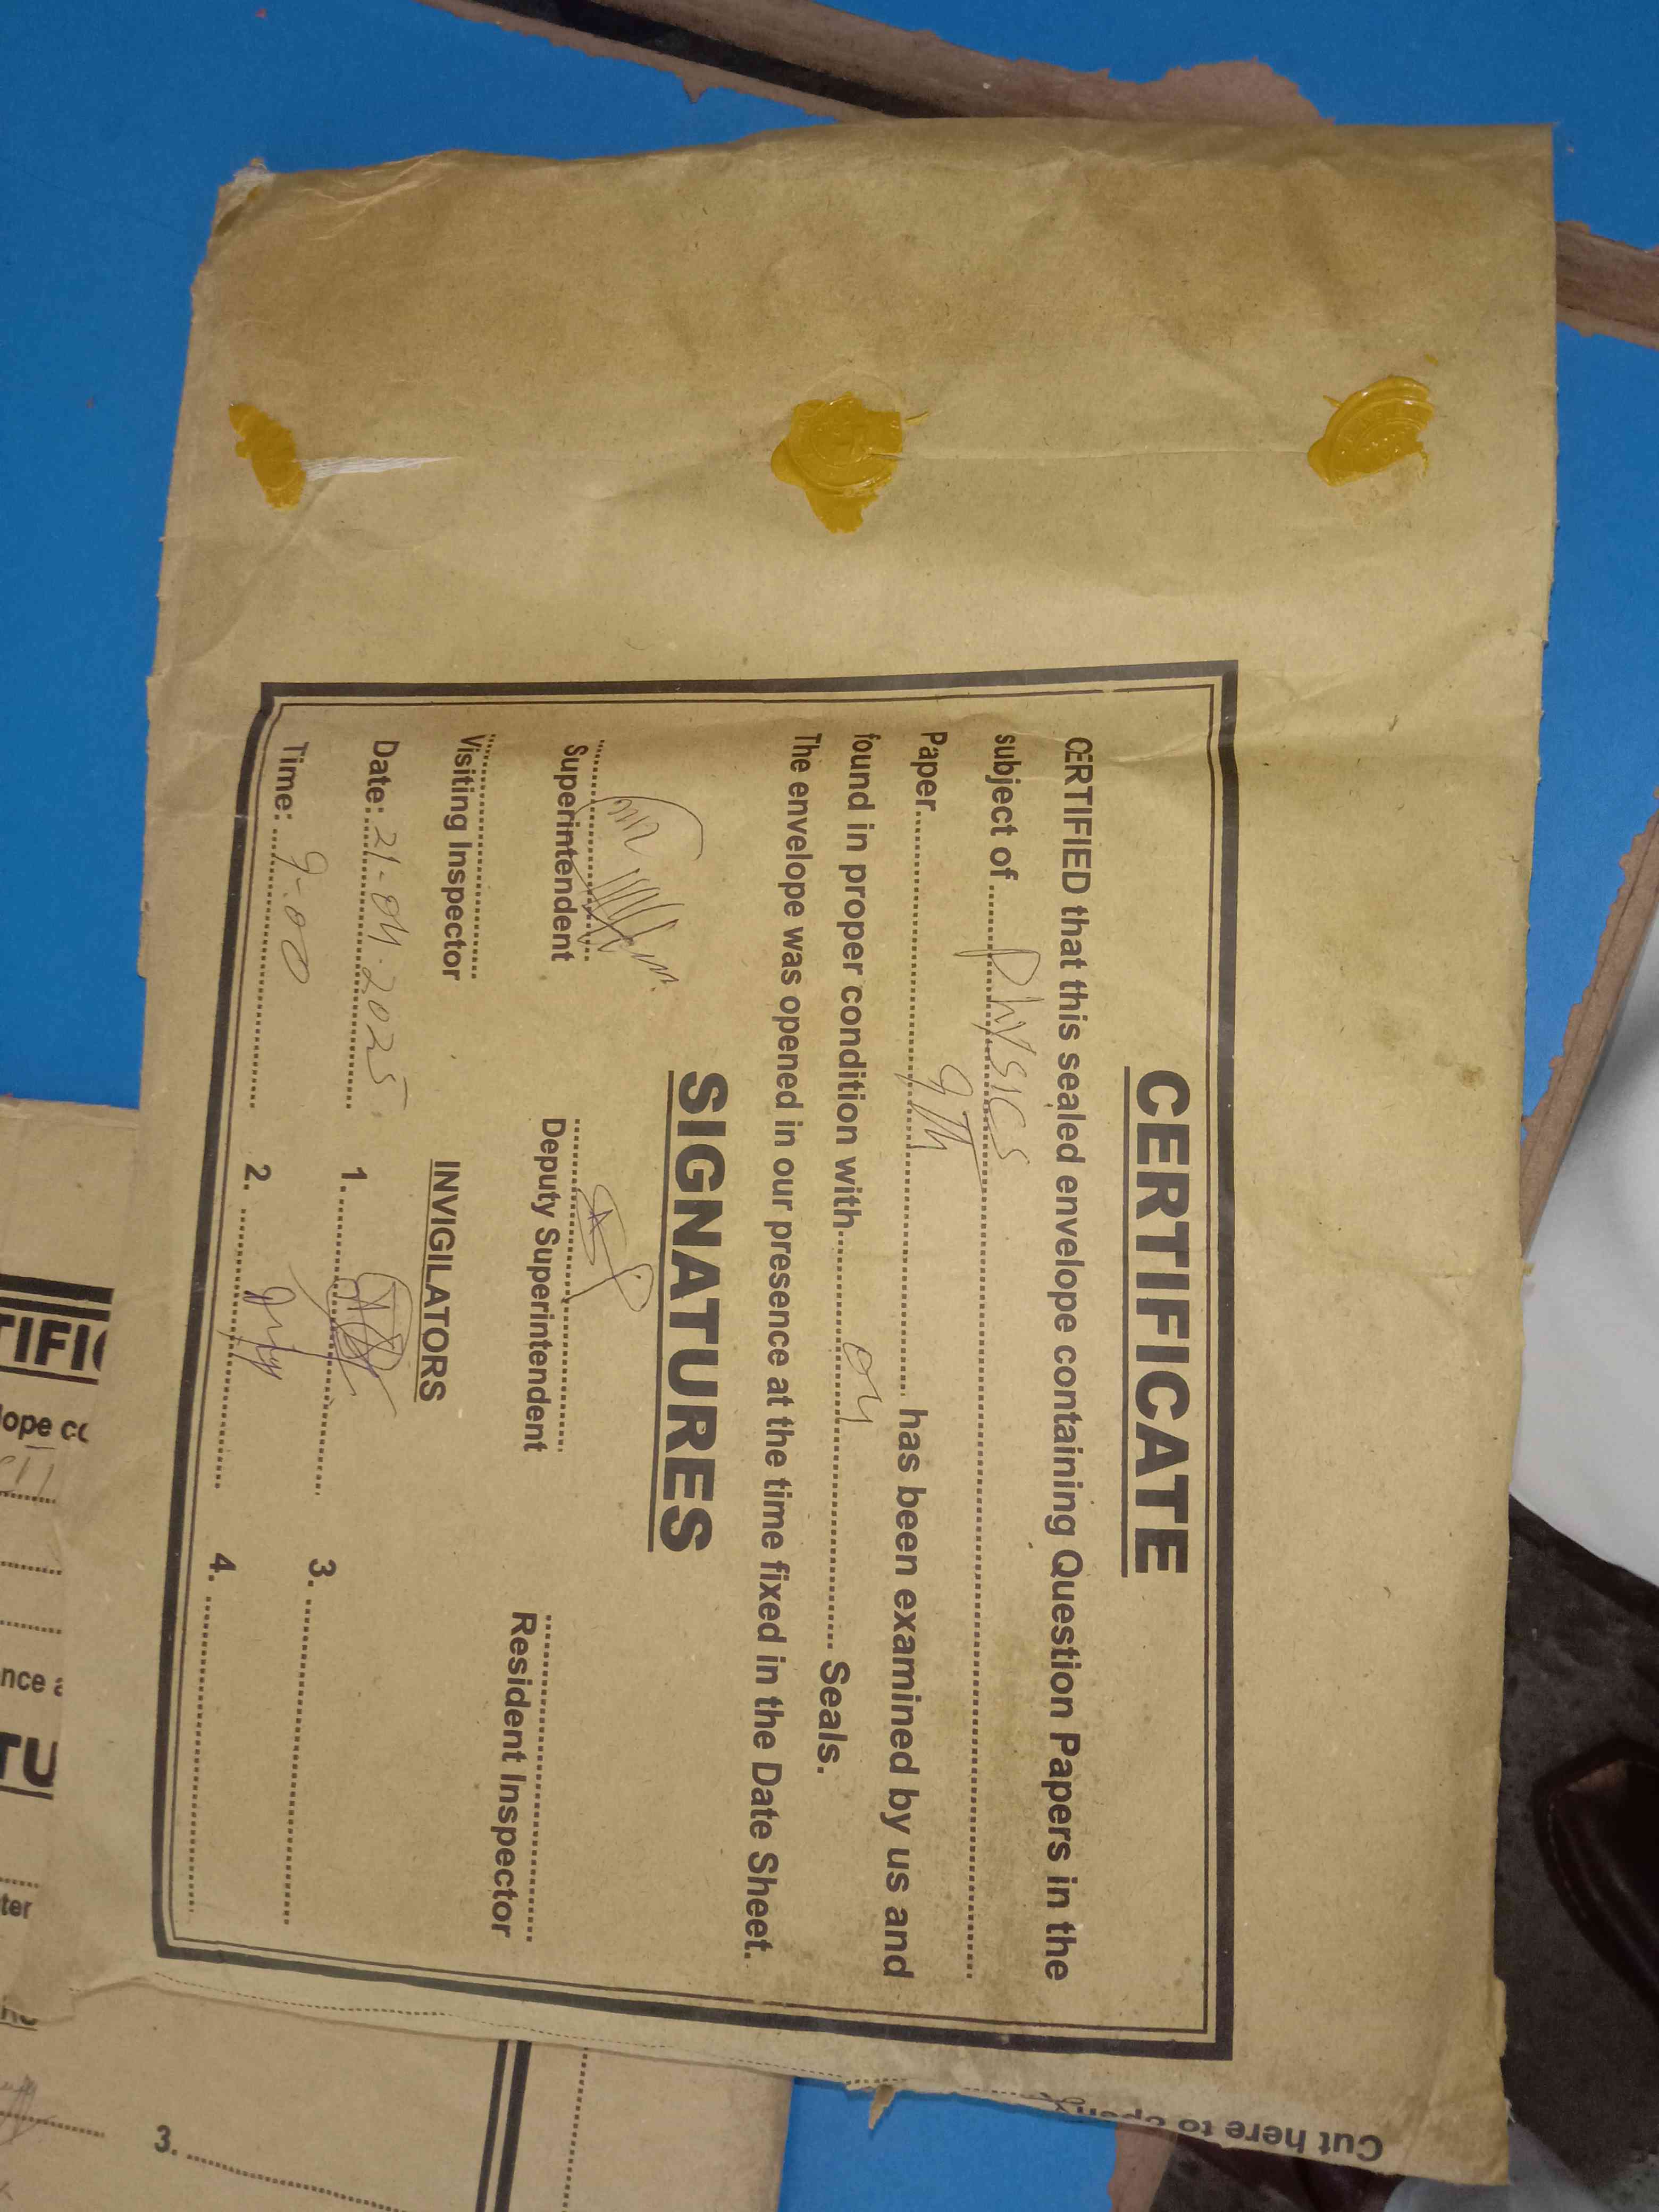 CERTIFICATE
CERTIFIED that this sealed envelope containing Question Papers in the
subject of Physics
Paper 9Th has been examined by us and
found in proper condition with 04 Seals.
The envelope was opened in our presence at the time fixed in the Date Sheet.
SIGNATURES
Superintendent Deputy Superintendent Resident Inspector
Visiting Inspector INVIGILATORS
Date: 21-04-2025 1. 3.
Time: 9-00 2. 4.
Cut here to open
TIFI
lope co
nce a
TU
3.